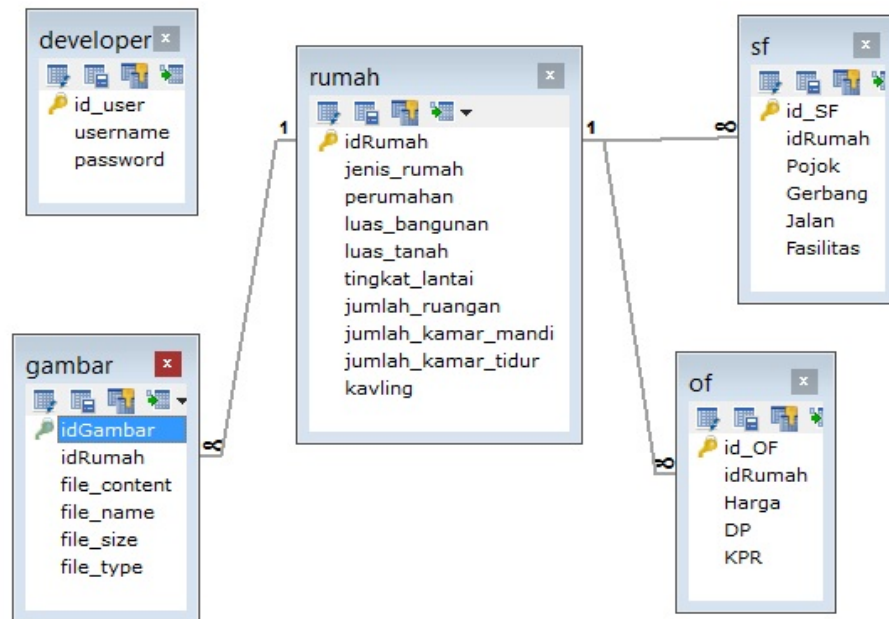 developer
id_user
username
password
rumah
idRumah
jenis_rumah
perumahan
luas_bangunan
luas_tanah
tingkat_lantai
jumlah_ruangan
jumlah_kamar_mandi
jumlah_kamar_tidur
kavling
sf
id_SF
idRumah
Pojok
Gerbang
Jalan
Fasilitas
gambar
idGambar
idRumah
file_content
file_name
file_size
file_type
of
id_OF
idRumah
Harga
DP
KPR
1
∞
1
∞
∞